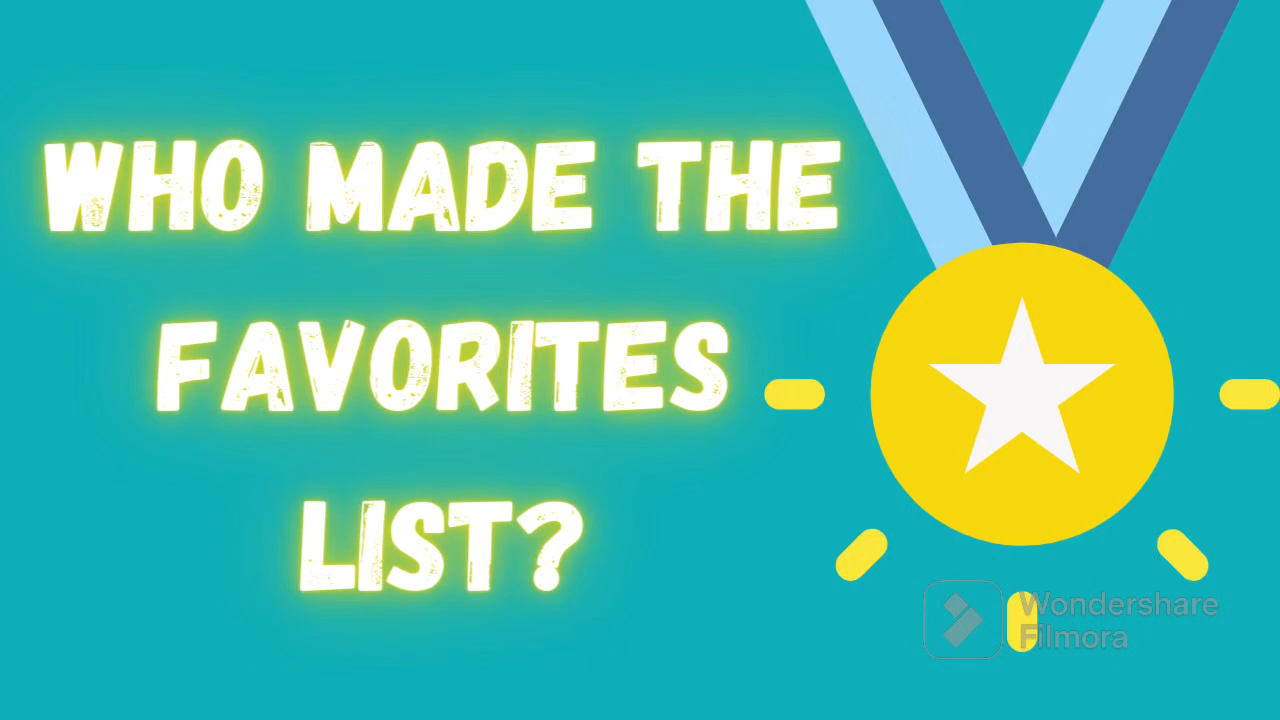 WHO MADE THE
FAVORITES
LIST?
Wondershare
Filmora